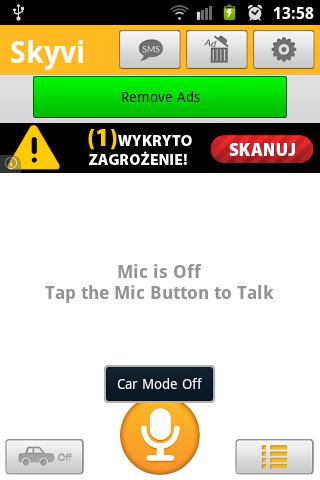 13:58
Skyvi
SMS
Ad
Remove Ads
(1) WYKRYTO
ZAGROŻENIE!
SKANUJ
Mic is Off
Tap the Mic Button to Talk
Car Mode Off
Off